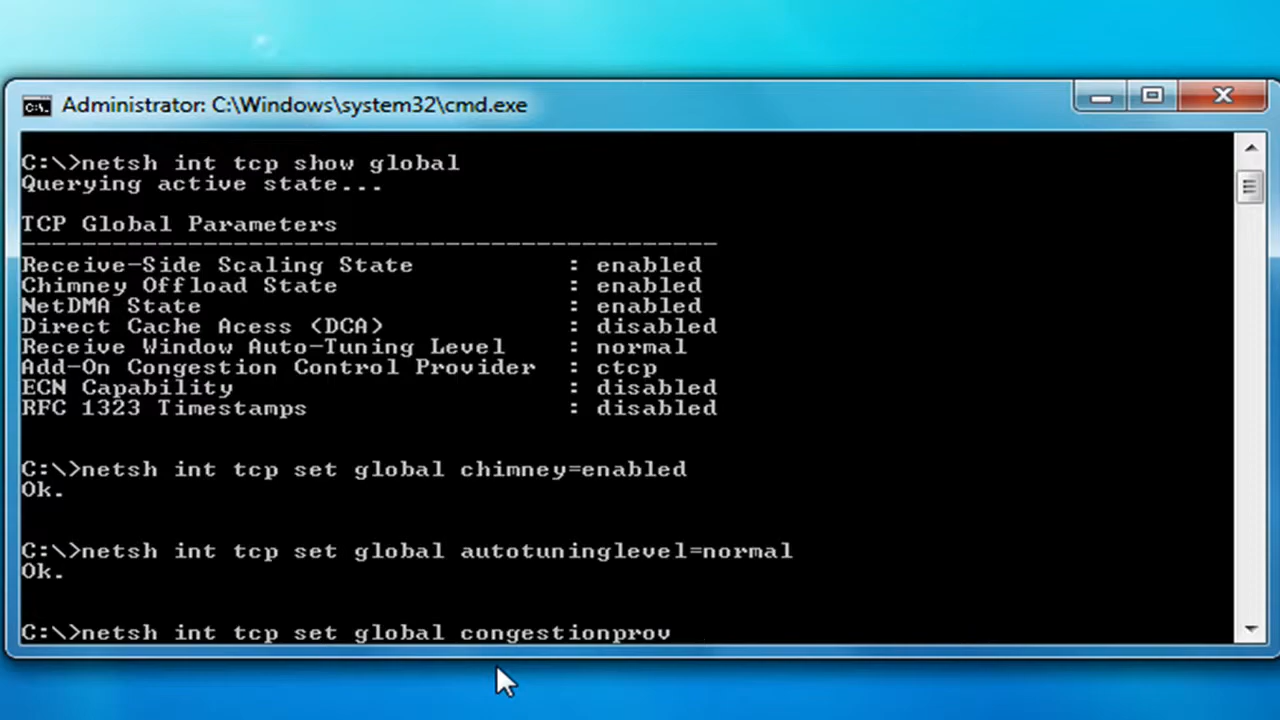 Administrator: C:\Windows\system32\cmd.exe
C:\>netsh int tcp show global
Querying active state...
TCP Global Parameters
----------------------------------------------
Receive-Side Scaling State : enabled
Chimney Offload State : enabled
NetDMA State : enabled
Direct Cache Acess (DCA) : disabled
Receive Window Auto-Tuning Level : normal
Add-On Congestion Control Provider : ctcp
ECN Capability : disabled
RFC 1323 Timestamps : disabled
C:\>netsh int tcp set global chimney=enabled
Ok.
C:\>netsh int tcp set global autotuninglevel=normal
Ok.
C:\>netsh int tcp set global congestionprov